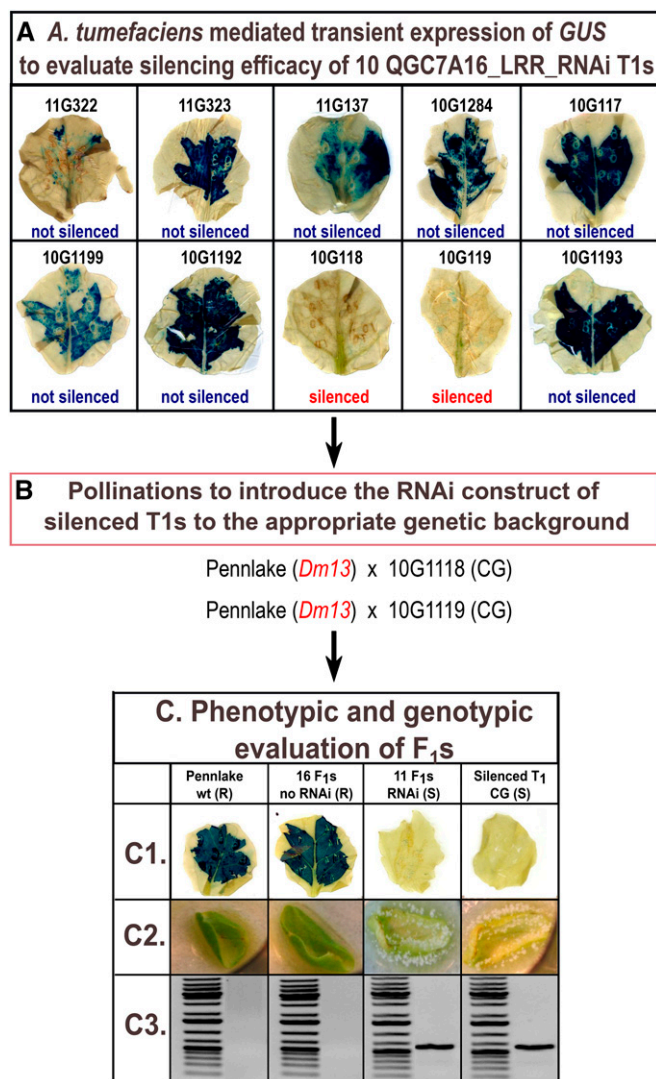 A A. tumefaciens mediated transient expression of GUS
to evaluate silencing efficacy of 10 QGC7A16_LRR_RNAi T1s
11G322 11G323 11G137 10G1284 10G117
not silenced not silenced not silenced not silenced not silenced
10G1199 10G1192 10G118 10G119 10G1193
not silenced not silenced silenced silenced not silenced
B Pollinations to introduce the RNAi construct of
silenced T1s to the appropriate genetic background
Pennlake (Dm13) x 10G1118 (CG)
Pennlake (Dm13) x 10G1119 (CG)
C. Phenotypic and genotypic
evaluation of F1s
Pennlake 16 F1s 11 F1s Silenced T1
wt (R) no RNAi (R) RNAi (S) CG (S)
C1.
C2.
C3.